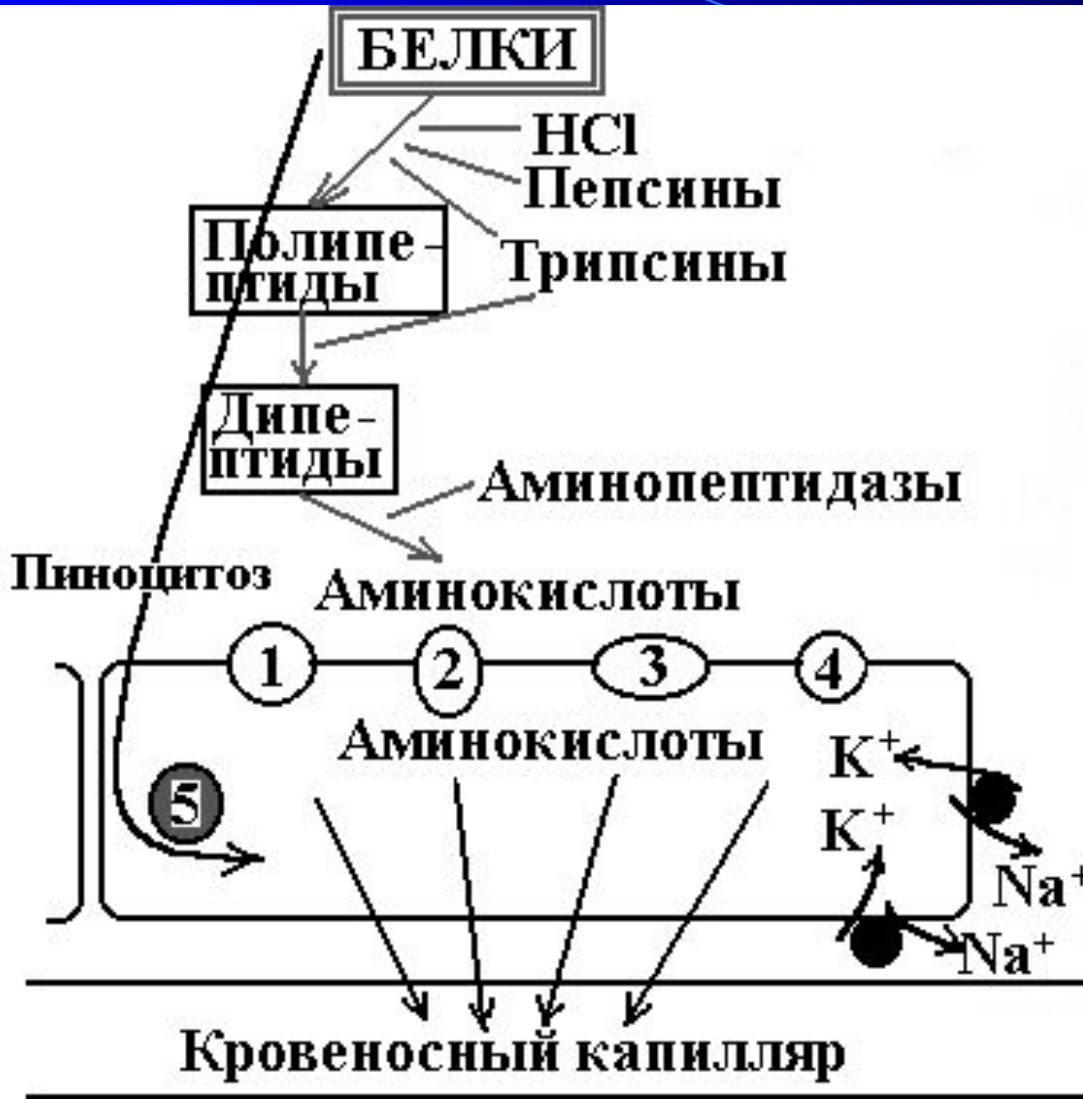 БЕЛКИ
HCl
Пепсины
Трипсины
Полипе-
птиды
Дипе-
птиды
Аминопептидазы
Пиноцитоз
Аминокислоты
1 2 3 4
Аминокислоты
K⁺
5
K⁺
Na⁺
Na⁺
Кровеносный капилляр